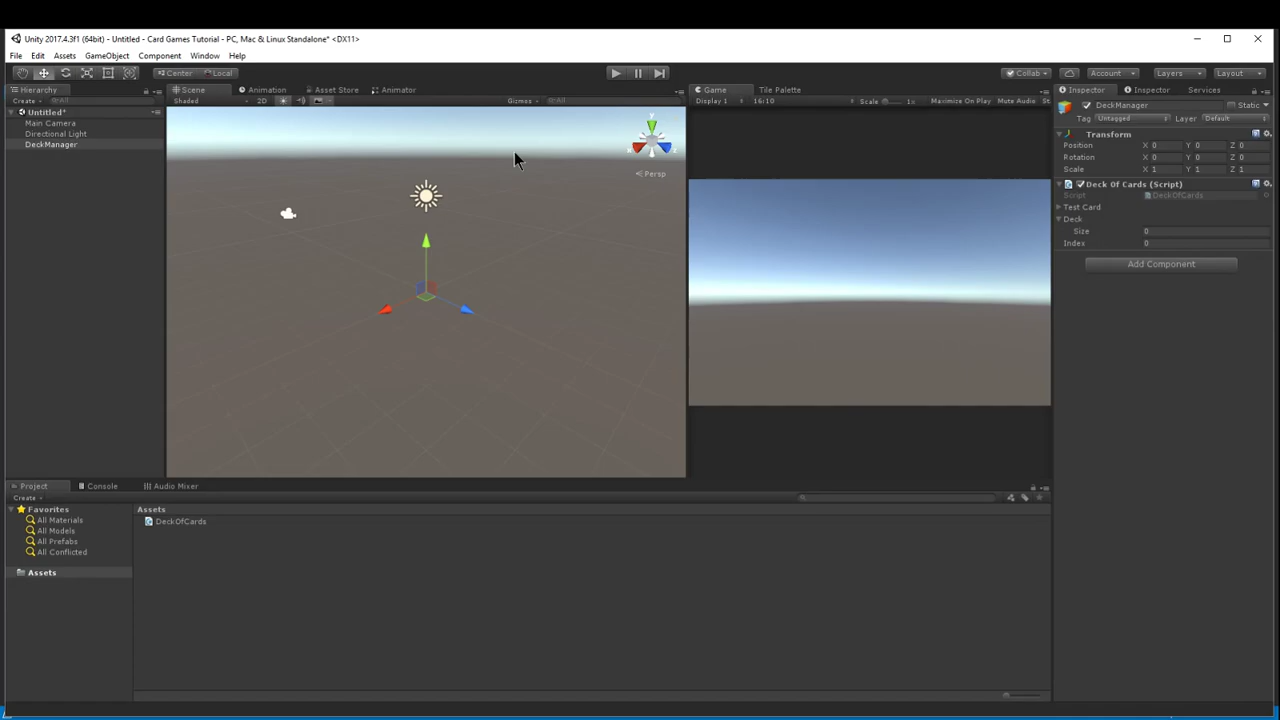 Unity 2017.4.3f1 (64bit) - Untitled - Card Games Tutorial - PC, Mac & Linux Standalone* <DX11>
File Edit Assets GameObject Component Window Help
Center Local Collab Account Layers Layout
Hierarchy Scene Animation Asset Store Animator Game Tile Palette Inspector Inspector Services
Create All Shaded 2D Gizmos All Display 1 16:10 Scale 1x Maximize On Play Mute Audio St
DeckManager Static
Untitled*
Main Camera
Directional Light
DeckManager
Tag Untagged Layer Default
Transform
Position X 0 Y 0 Z 0
Rotation X 0 Y 0 Z 0
Scale X 1 Y 1 Z 1
Deck Of Cards (Script)
Script DeckOfCards
Test Card
Deck
Size 0
Index 0
Add Component
y
x
z
Persp
Project Console Audio Mixer
Create
Favorites
All Materials
All Models
All Prefabs
All Conflicted
Assets
Assets
DeckOfCards